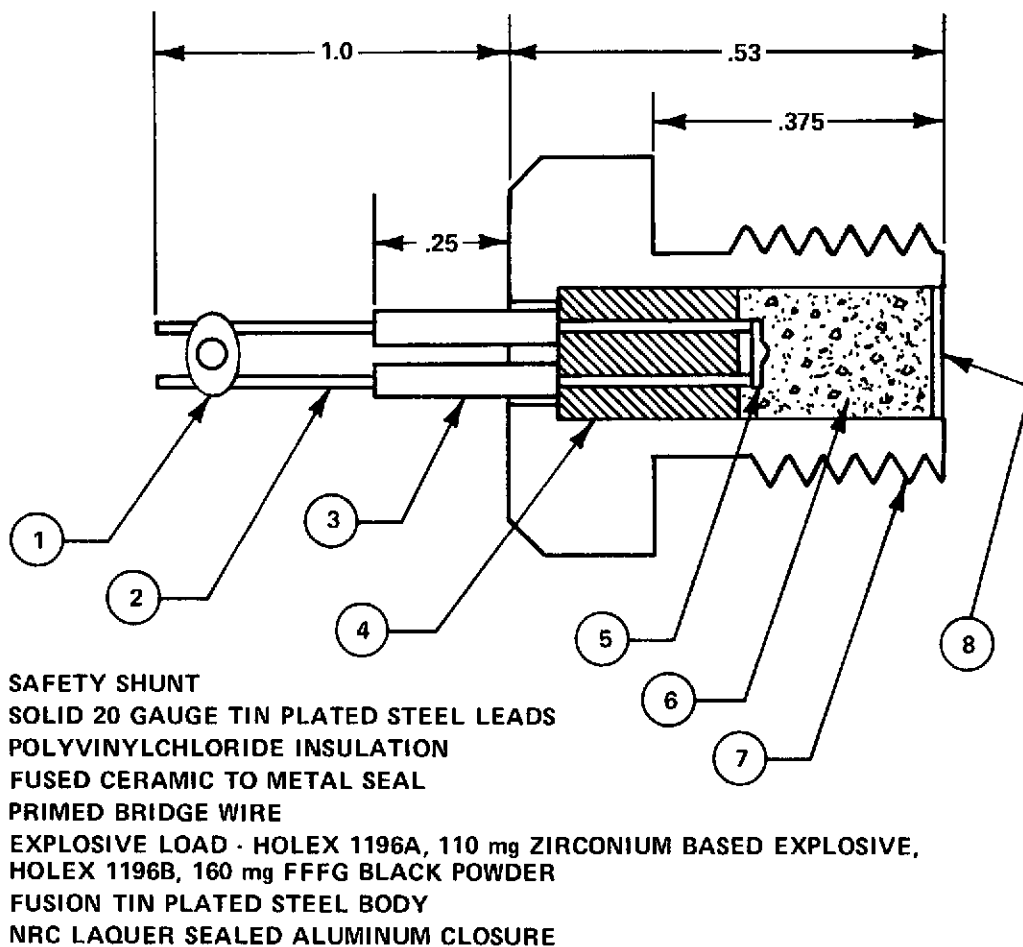 1.0
.53
.375
.25
1
2
3
4
5
6
7
8
SAFETY SHUNT
SOLID 20 GAUGE TIN PLATED STEEL LEADS
POLYVINYLCHLORIDE INSULATION
FUSED CERAMIC TO METAL SEAL
PRIMED BRIDGE WIRE
EXPLOSIVE LOAD - HOLEX 1196A, 110 mg ZIRCONIUM BASED EXPLOSIVE,
HOLEX 1196B, 160 mg FFFG BLACK POWDER
FUSION TIN PLATED STEEL BODY
NRC LAQUER SEALED ALUMINUM CLOSURE